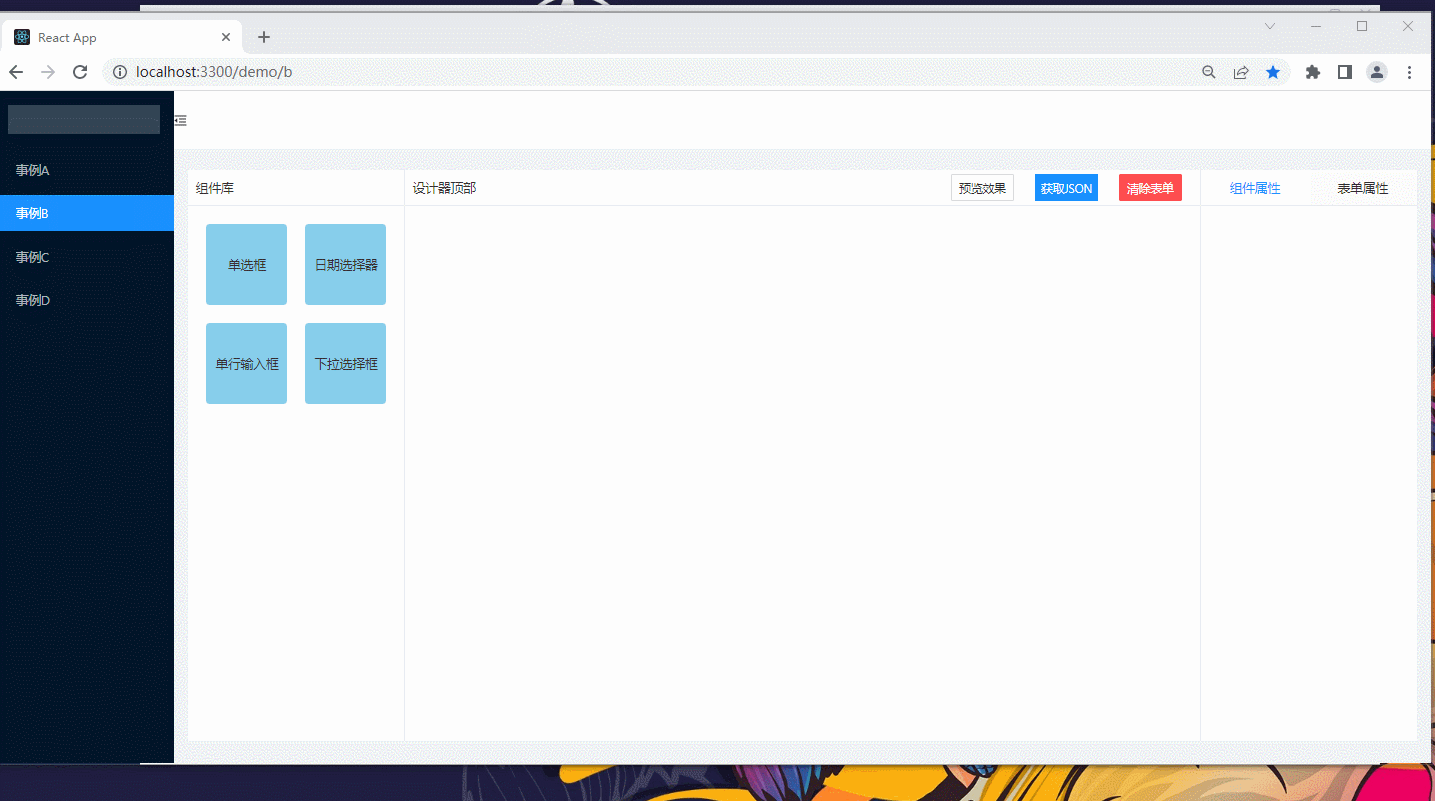 React App
localhost:3300/demo/b
事例A
事例B
事例C
事例D
组件库
设计器顶部
预览效果
获取JSON
清除表单
组件属性
表单属性
单选框
日期选择器
单行输入框
下拉选择框